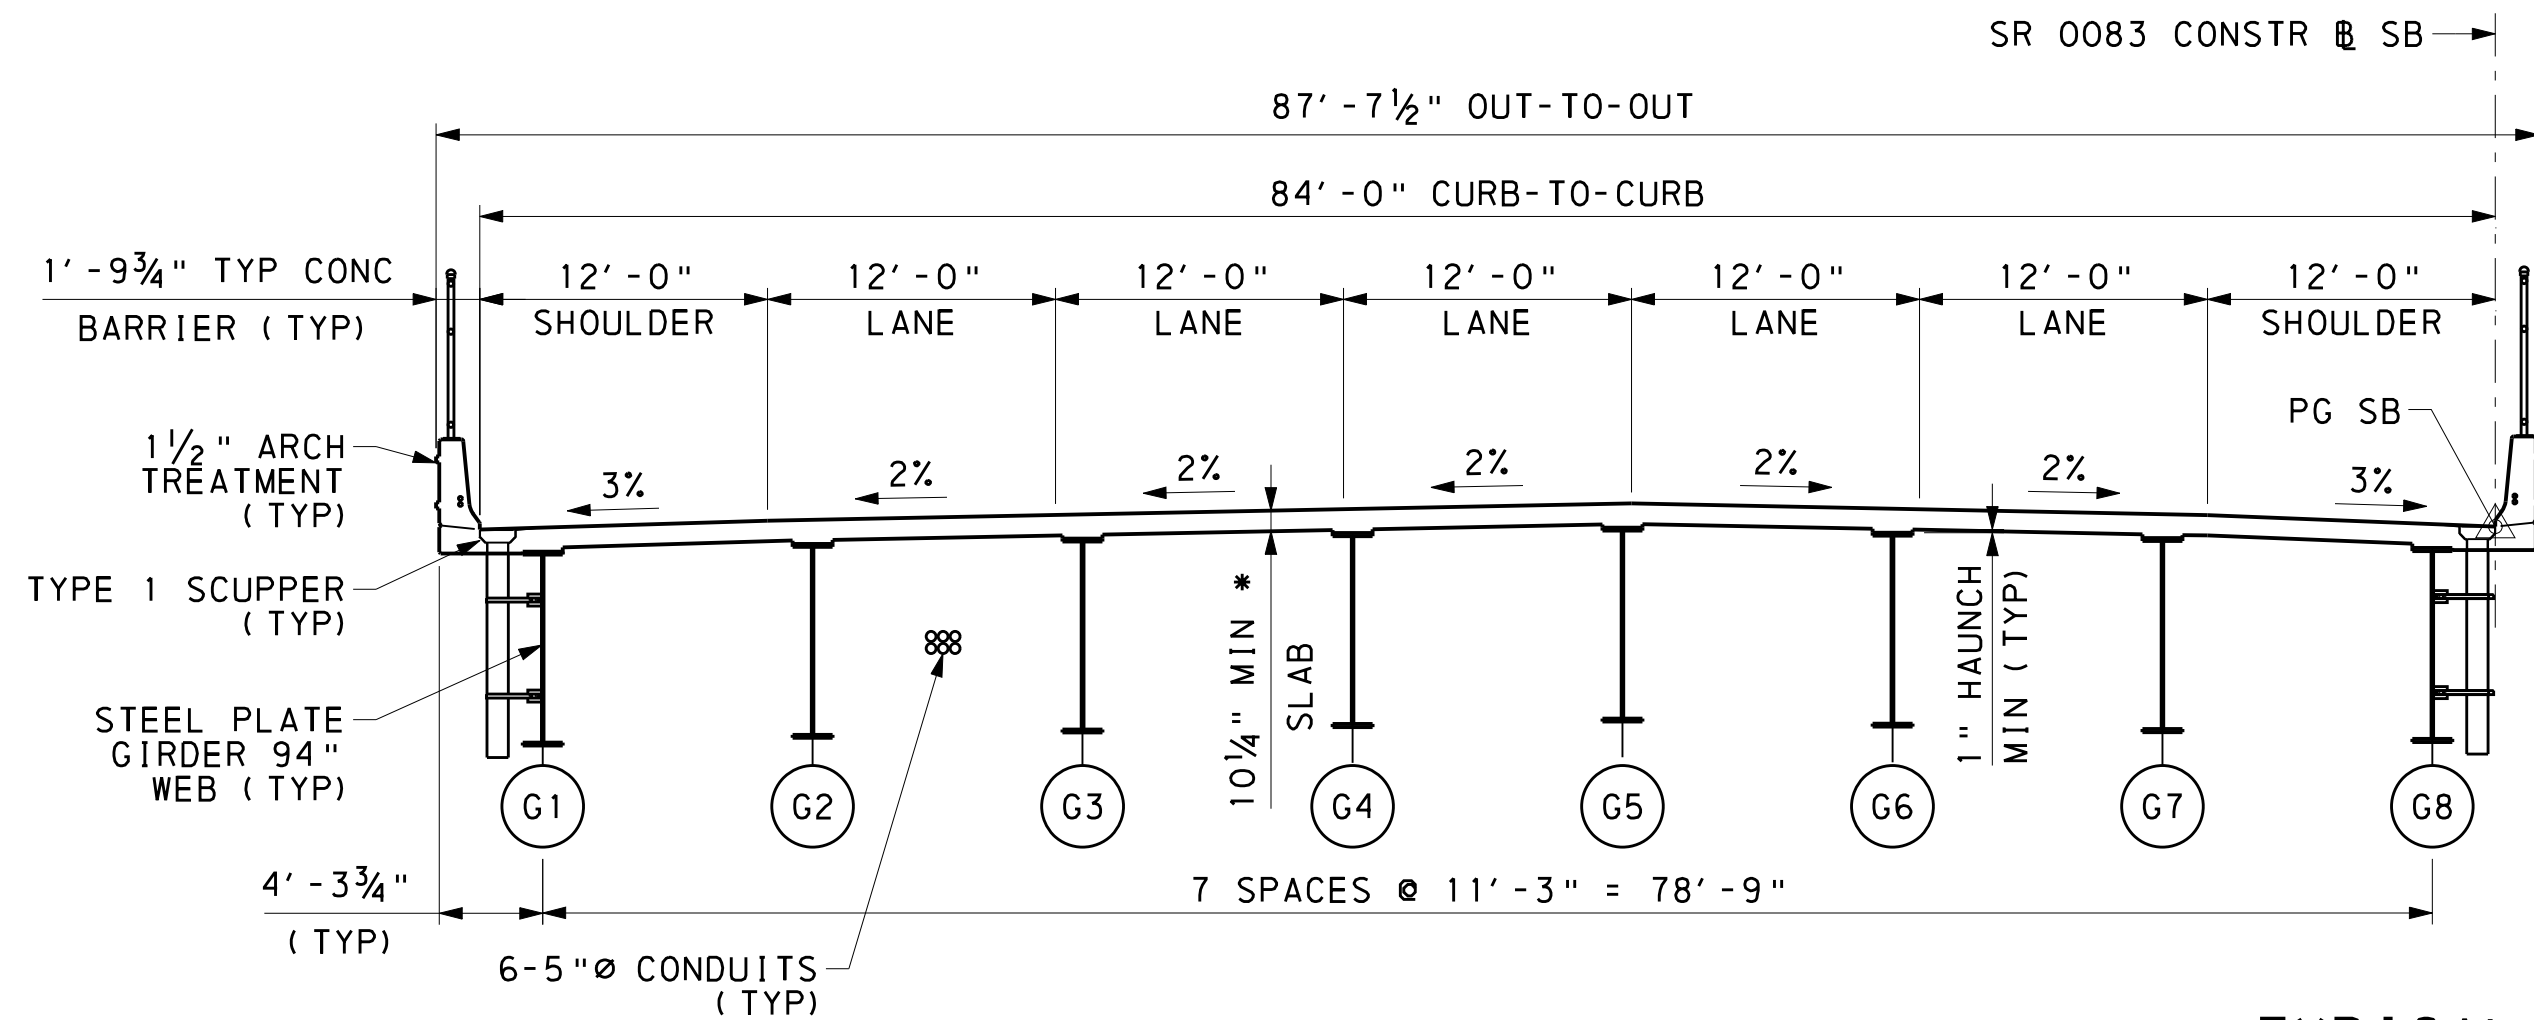 SR 0083 CONSTR ⅊ SB
87'-7½" OUT-TO-OUT
84'-0" CURB-TO-CURB
1'-9¾" TYP CONC
BARRIER (TYP)
12'-0"
SHOULDER
12'-0"
LANE
12'-0"
LANE
12'-0"
LANE
12'-0"
LANE
12'-0"
LANE
12'-0"
SHOULDER
PG SB
1½" ARCH
TREATMENT
(TYP)
3%
2%
2%
2%
2%
2%
3%
TYPE 1 SCUPPER
(TYP)
10¼" MIN *
SLAB
1" HAUNCH
MIN (TYP)
STEEL PLATE
GIRDER 94"
WEB (TYP)
G1
G2
G3
G4
G5
G6
G7
G8
4'-3¾"
(TYP)
7 SPACES @ 11'-3" = 78'-9"
6-5"Ø CONDUITS
(TYP)